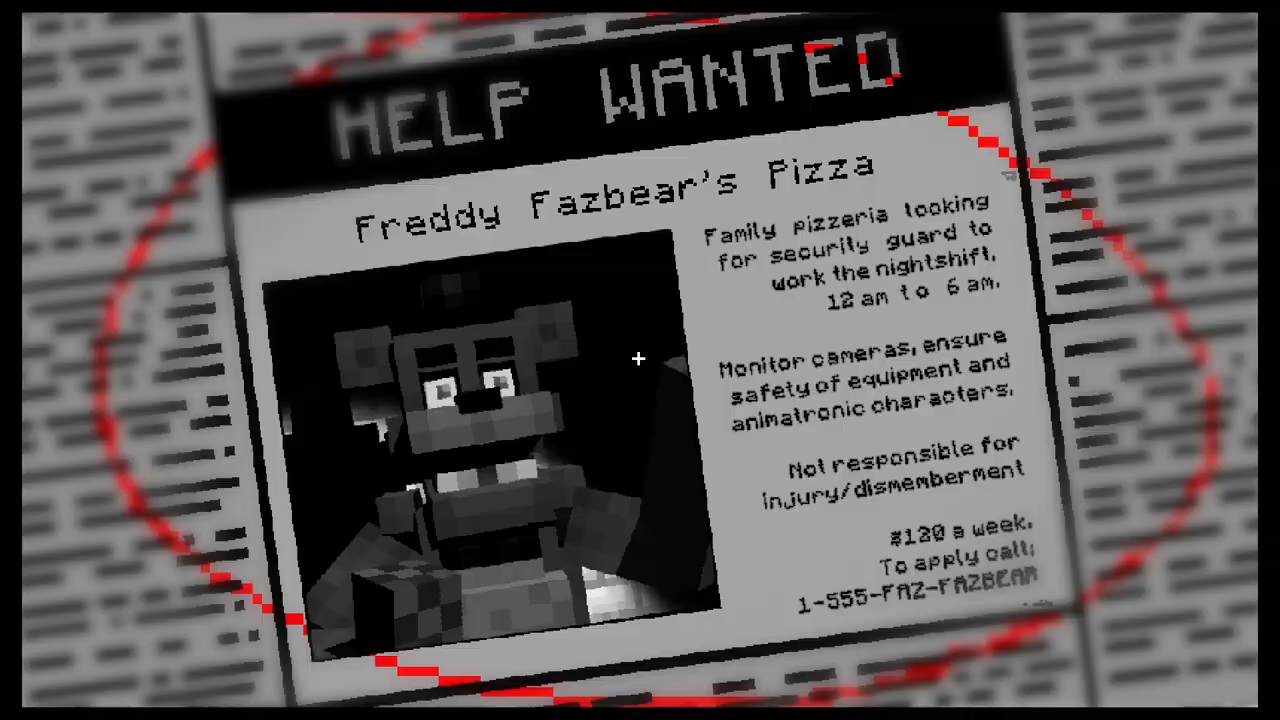 HELP WANTED
Freddy Fazbear's Pizza
Family pizzeria looking
for security guard to
work the nightshift.
12 am to 6 am.
Monitor cameras, ensure
safety of equipment and
animatronic characters.
Not responsible for
injury/dismemberment
$120 a week.
To apply call:
1-555-FAZ-FAZBEAR